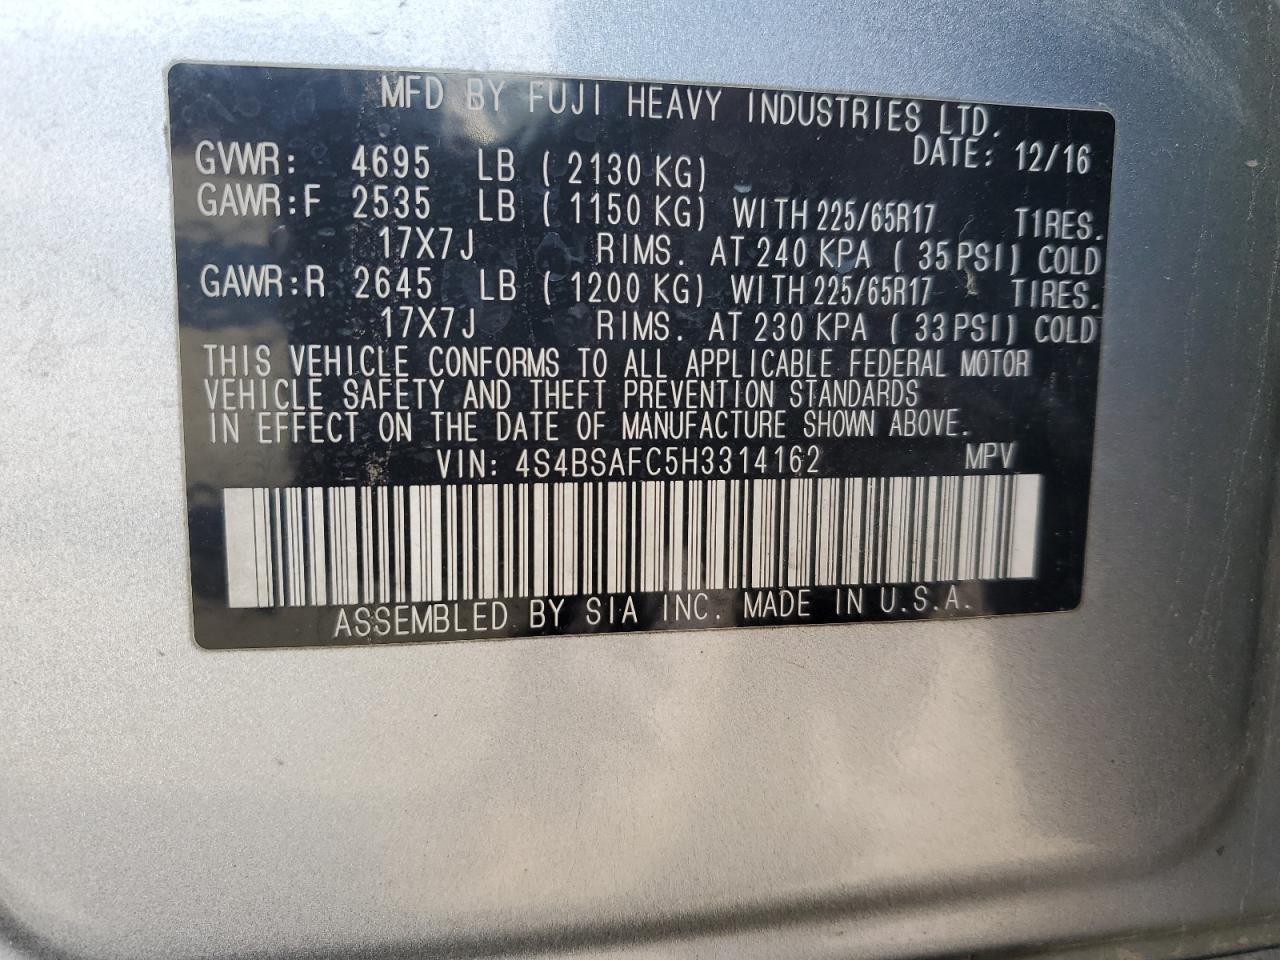 MFD BY FUJI HEAVY INDUSTRIES LTD.
DATE: 12/16
GVWR: 4695 LB ( 2130 KG)
GAWR:F 2535 LB ( 1150 KG) WITH 225/65R17 TIRES.
17X7J RIMS. AT 240 KPA ( 35 PSI) COLD
GAWR:R 2645 LB ( 1200 KG) WITH 225/65R17 TIRES.
17X7J RIMS. AT 230 KPA ( 33 PSI) COLD
THIS VEHICLE CONFORMS TO ALL APPLICABLE FEDERAL MOTOR
VEHICLE SAFETY AND THEFT PREVENTION STANDARDS
IN EFFECT ON THE DATE OF MANUFACTURE SHOWN ABOVE.
VIN: 4S4BSAFC5H3314162 MPV
ASSEMBLED BY SIA INC. MADE IN U.S.A.